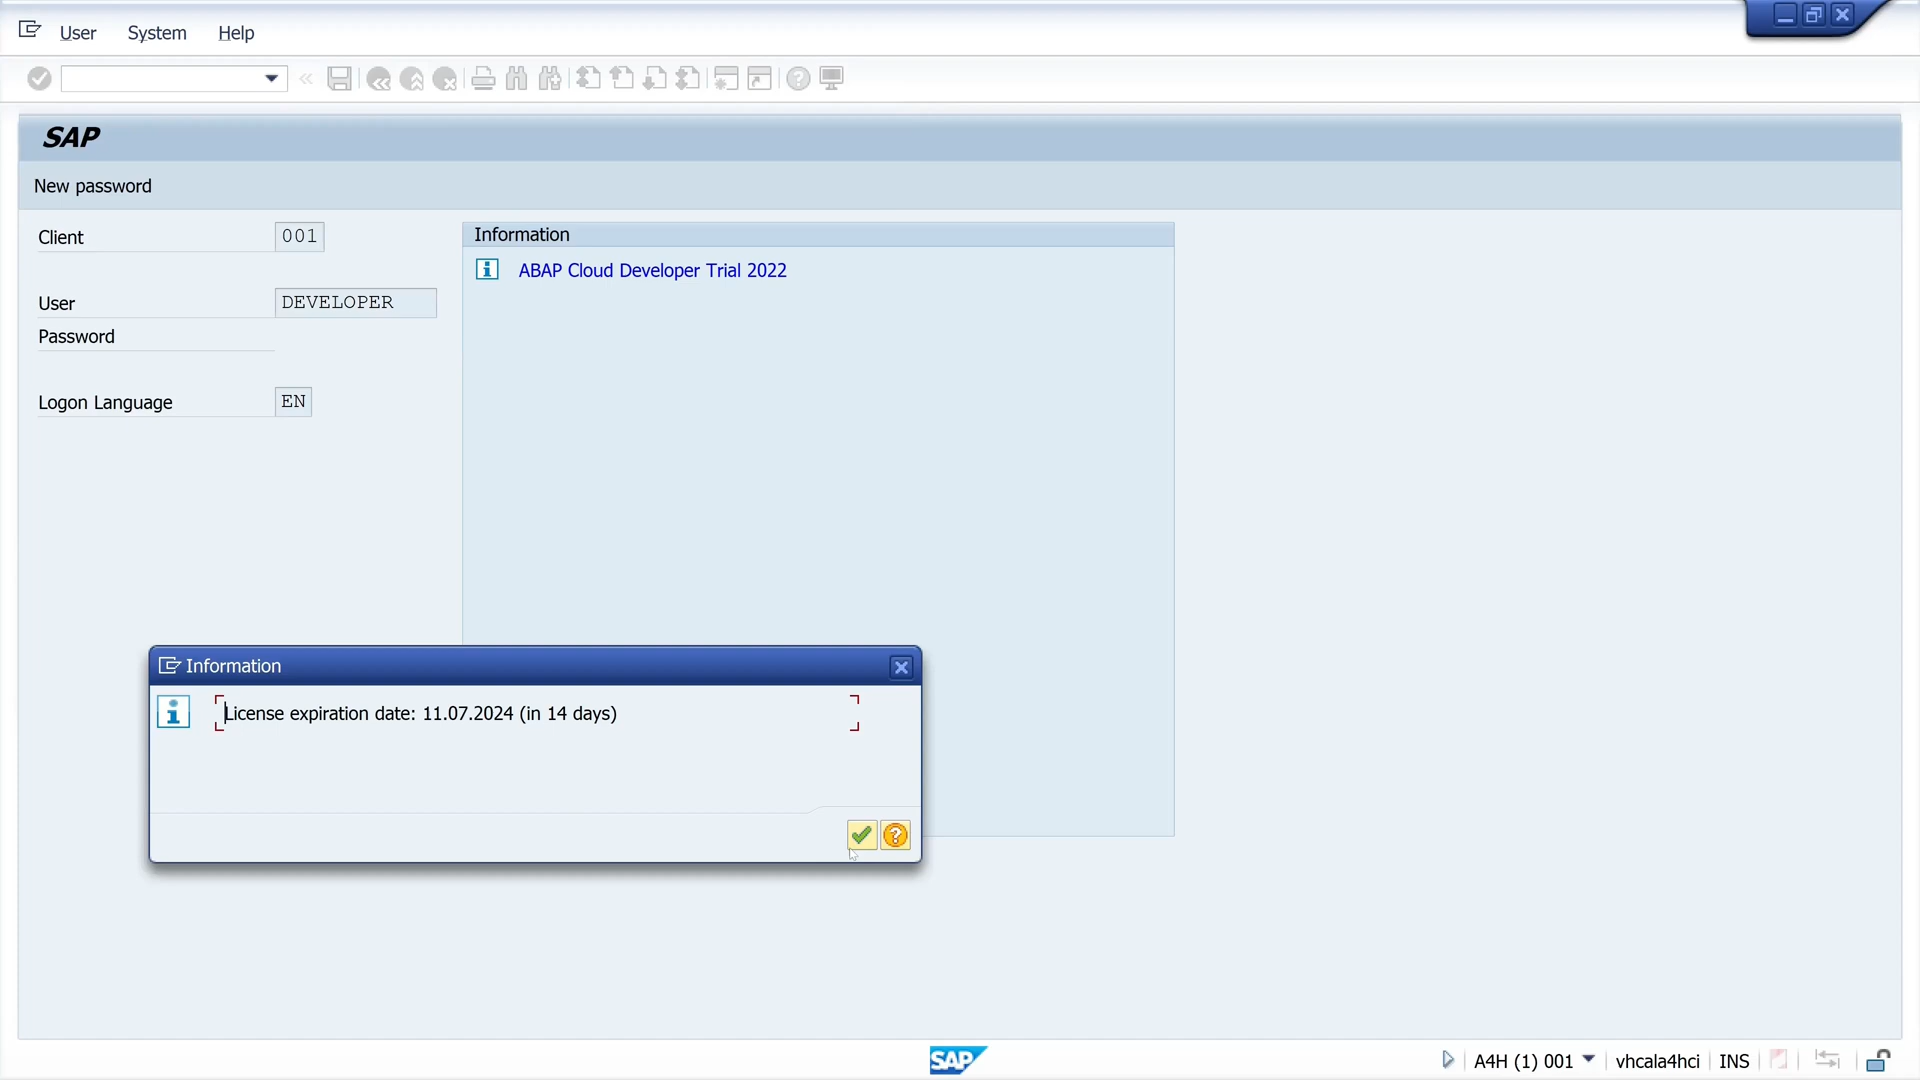 User System Help
SAP
New password
Client 001
User DEVELOPER
Password
Logon Language EN
Information
ABAP Cloud Developer Trial 2022
Information
License expiration date: 11.07.2024 (in 14 days)
SAP
A4H (1) 001 vhcala4hci INS